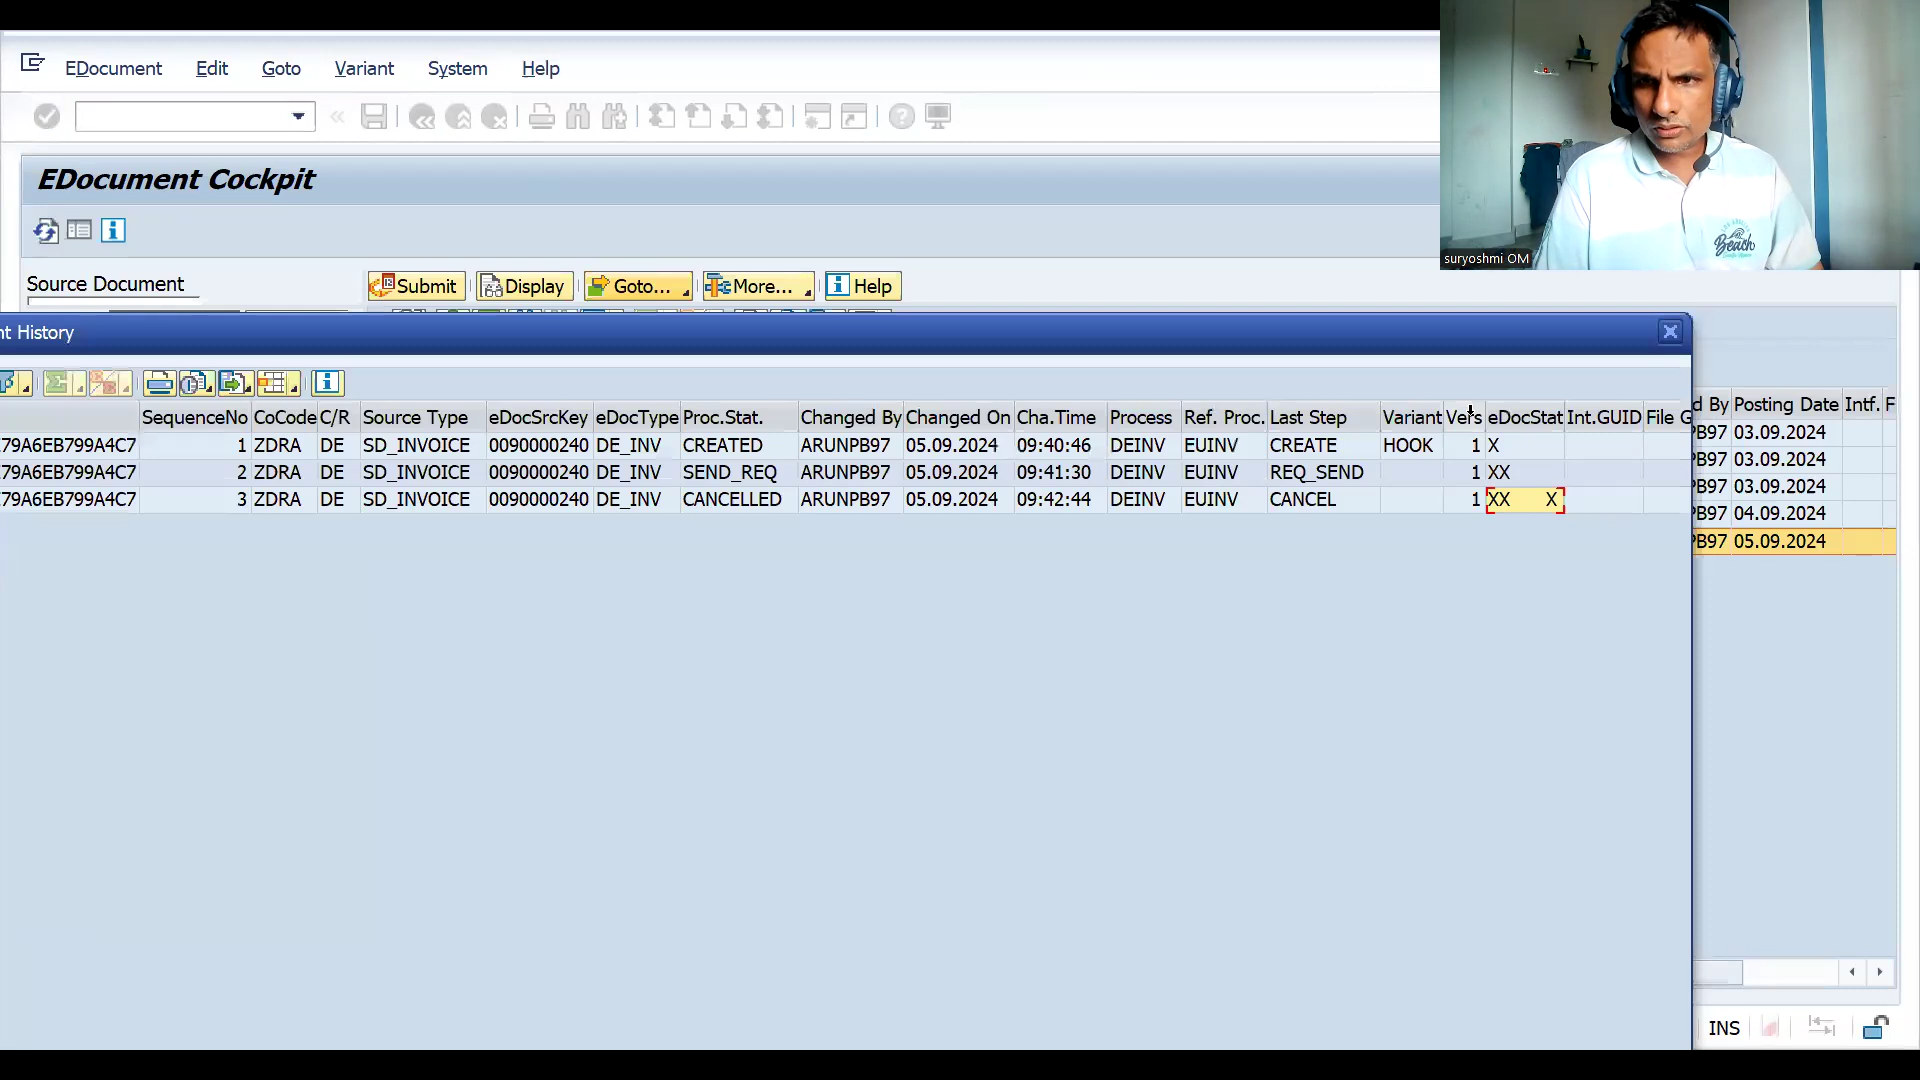 EDocument Edit Goto Variant System Help
EDocument Cockpit
Source Document
Submit Display Goto... More... Help
Beach
suryoshmi OM
nt History
SequenceNo CoCode C/R Source Type eDocSrcKey eDocType Proc.Stat. Changed By Changed On Cha.Time Process Ref. Proc. Last Step Variant Vers eDocStat Int.GUID File G
79A6EB799A4C7 1 ZDRA DE SD_INVOICE 0090000240 DE_INV CREATED ARUNPB97 05.09.2024 09:40:46 DEINV EUINV CREATE HOOK 1 X
79A6EB799A4C7 2 ZDRA DE SD_INVOICE 0090000240 DE_INV SEND_REQ ARUNPB97 05.09.2024 09:41:30 DEINV EUINV REQ_SEND 1 XX
79A6EB799A4C7 3 ZDRA DE SD_INVOICE 0090000240 DE_INV CANCELLED ARUNPB97 05.09.2024 09:42:44 DEINV EUINV CANCEL 1 XX X
d By Posting Date Intf. F
PB97 03.09.2024
PB97 03.09.2024
PB97 03.09.2024
PB97 04.09.2024
PB97 05.09.2024
INS